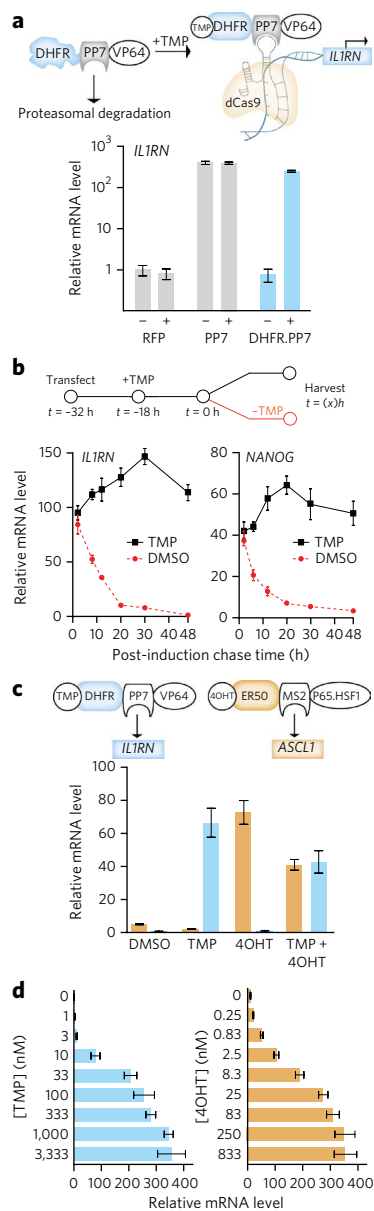 a
DHFR PP7 VP64 +TMP TMP DHFR PP7 VP64
IL1RN
dCas9
Proteasomal degradation
IL1RN
Relative mRNA level
10³
10²
1
– + – + – +
RFP PP7 DHFR.PP7
b
Transfect +TMP Harvest
t = –32 h t = –18 h t = 0 h t = (x)h
–TMP
IL1RN NANOG
Relative mRNA level
150 80
100 60
40
50 20
0 0
TMP TMP
DMSO DMSO
0 10 20 30 40 48 0 10 20 30 40 48
Post-induction chase time (h)
c
TMP DHFR PP7 VP64 4OHT ER50 MS2 P65.HSF1
IL1RN ASCL1
Relative mRNA level
100
80
60
40
20
0
DMSO TMP 4OHT TMP +
4OHT
d
[TMP] (nM)
0
1
3
10
33
100
333
1,000
3,333
0 100 200 300 400
[4OHT] (nM)
0
0.25
0.83
2.5
8.3
25
83
250
833
0 100 200 300 400
Relative mRNA level